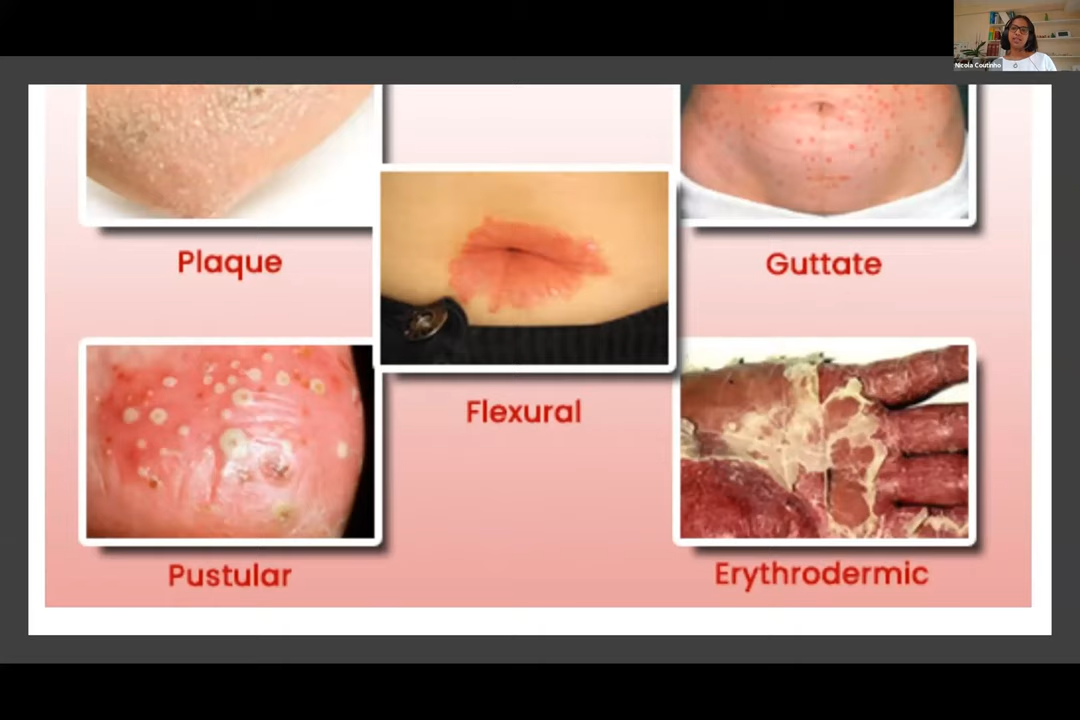 Nicola Coutinho
Plaque
Guttate
Flexural
Pustular
Erythrodermic